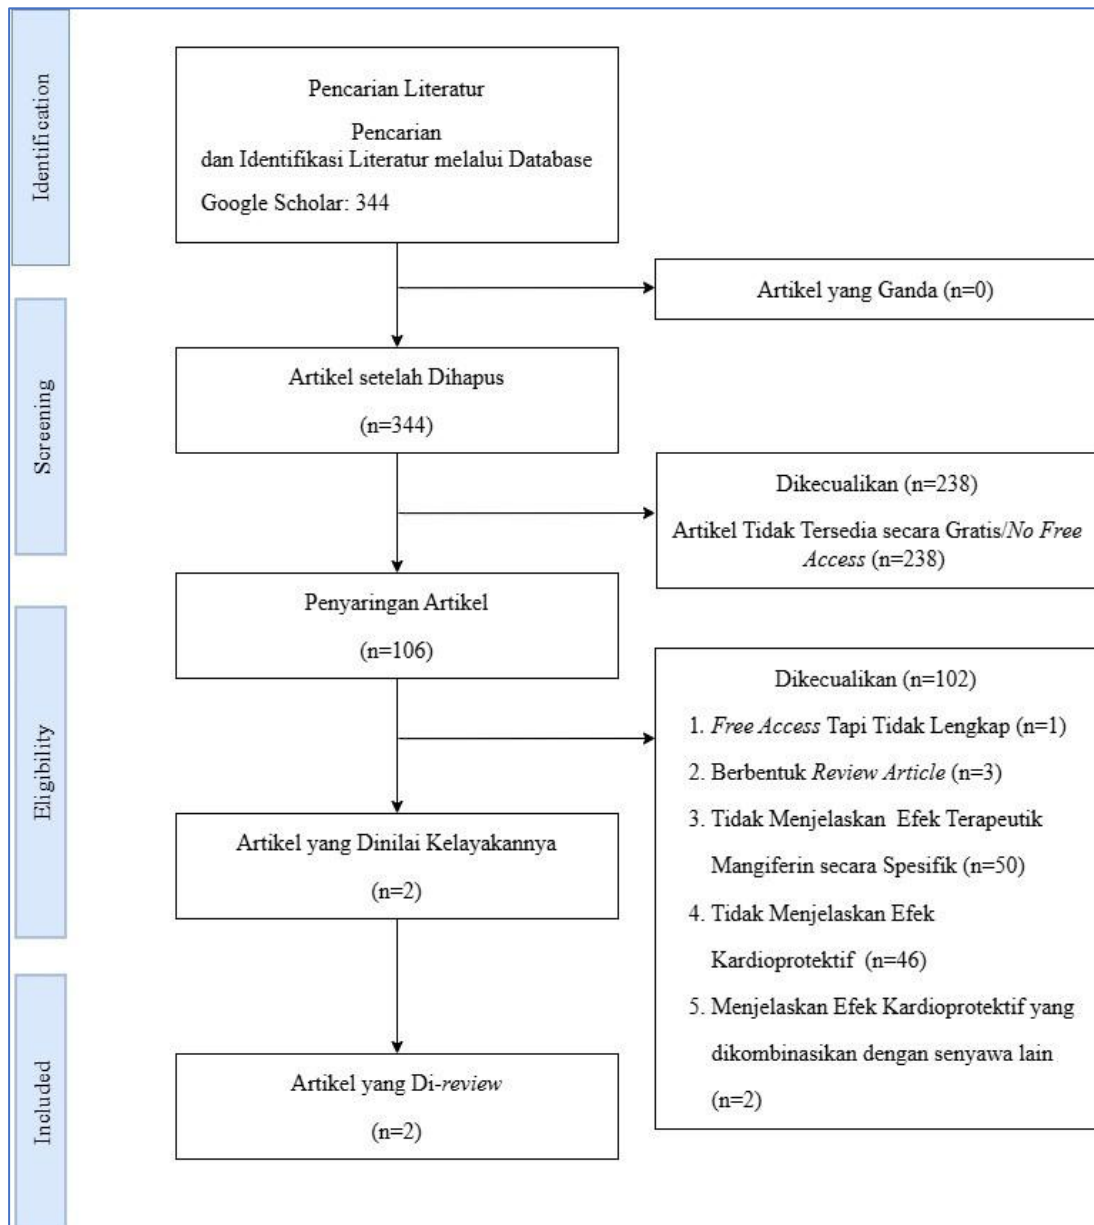 Identification
Pencarian Literatur
Pencarian
dan Identifikasi Literatur melalui Database
Google Scholar: 344
Artikel yang Ganda (n=0)
Screening
Artikel setelah Dihapus
(n=344)
Dikecualikan (n=238)
Artikel Tidak Tersedia secara Gratis/No Free
Access (n=238)
Eligibility
Penyaringan Artikel
(n=106)
Dikecualikan (n=102)
1. Free Access Tapi Tidak Lengkap (n=1)
2. Berbentuk Review Article (n=3)
3. Tidak Menjelaskan Efek Terapeutik
Mangiferin secara Spesifik (n=50)
4. Tidak Menjelaskan Efek
Kardioprotektif (n=46)
5. Menjelaskan Efek Kardioprotektif yang
dikombinasikan dengan senyawa lain
(n=2)
Artikel yang Dinilai Kelayakannya
(n=2)
Included
Artikel yang Di-review
(n=2)